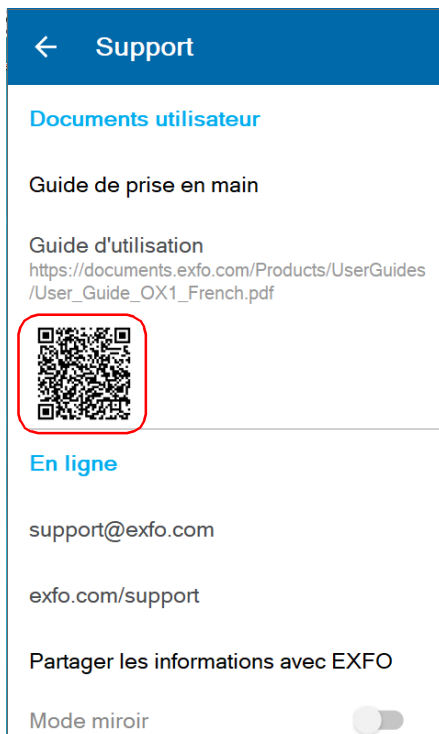 Support
Documents utilisateur
Guide de prise en main
Guide d'utilisation
https://documents.exfo.com/Products/UserGuides
/User_Guide_OX1_French.pdf
En ligne
support@exfo.com
exfo.com/support
Partager les informations avec EXFO
Mode miroir